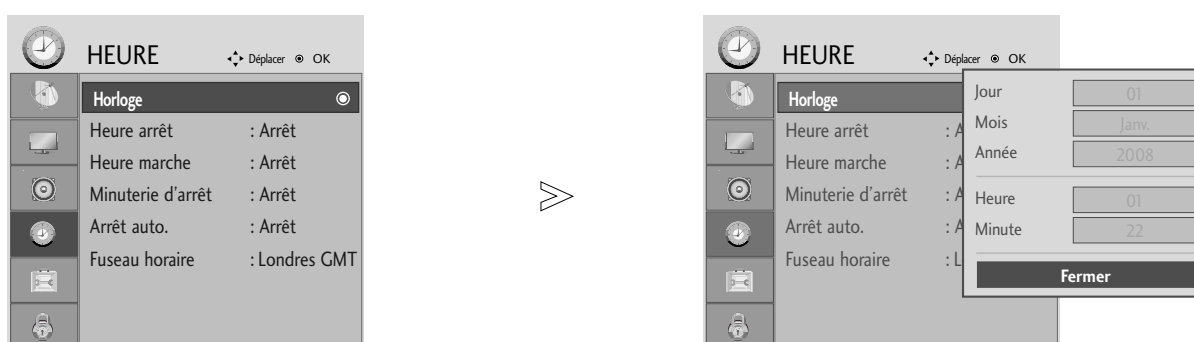 HEURE Déplacer OK
Horloge
Heure arrêt : Arrêt
Heure marche : Arrêt
Minuterie d'arrêt : Arrêt
Arrêt auto. : Arrêt
Fuseau horaire : Londres GMT
HEURE Déplacer OK
Horloge
Heure arrêt : A
Heure marche : A
Minuterie d'arrêt : A
Arrêt auto. : A
Fuseau horaire : L
Jour 01
Mois Janv.
Année 2008
Heure 01
Minute 22
Fermer